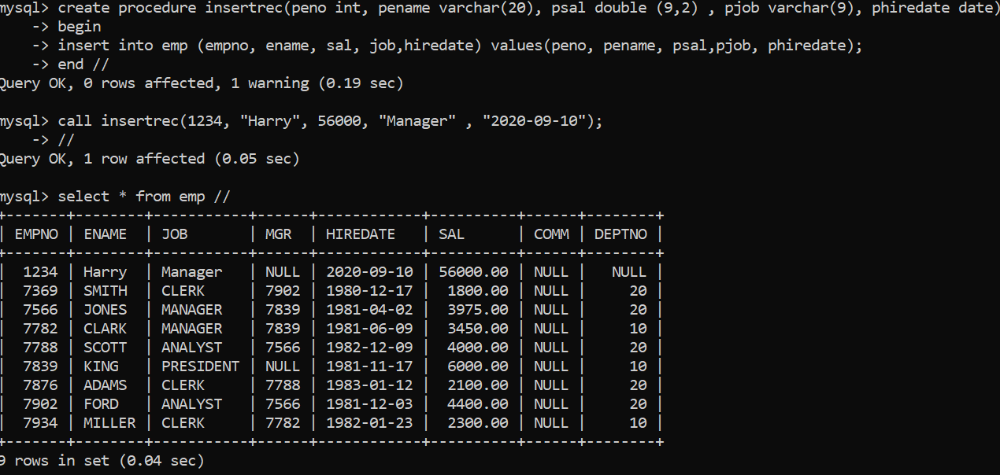 mysql> create procedure insertrec(peno int, pename varchar(20), psal double (9,2) , pjob varchar(9), phiredate date)
    -> begin
    -> insert into emp (empno, ename, sal, job,hiredate) values(peno, pename, psal,pjob, phiredate);
    -> end //
Query OK, 0 rows affected, 1 warning (0.19 sec)

mysql> call insertrec(1234, "Harry", 56000, "Manager" , "2020-09-10");
    -> //
Query OK, 1 row affected (0.05 sec)

mysql> select * from emp //
+-------+--------+-----------+------+------------+----------+------+--------+
| EMPNO | ENAME  | JOB       | MGR  | HIREDATE   | SAL      | COMM | DEPTNO |
+-------+--------+-----------+------+------------+----------+------+--------+
|  1234 | Harry  | Manager   | NULL | 2020-09-10 | 56000.00 | NULL |   NULL |
|  7369 | SMITH  | CLERK     | 7902 | 1980-12-17 |  1800.00 | NULL |     20 |
|  7566 | JONES  | MANAGER   | 7839 | 1981-04-02 |  3975.00 | NULL |     20 |
|  7782 | CLARK  | MANAGER   | 7839 | 1981-06-09 |  3450.00 | NULL |     10 |
|  7788 | SCOTT  | ANALYST   | 7566 | 1982-12-09 |  4000.00 | NULL |     20 |
|  7839 | KING   | PRESIDENT | NULL | 1981-11-17 |  6000.00 | NULL |     10 |
|  7876 | ADAMS  | CLERK     | 7788 | 1983-01-12 |  2100.00 | NULL |     20 |
|  7902 | FORD   | ANALYST   | 7566 | 1981-12-03 |  4400.00 | NULL |     20 |
|  7934 | MILLER | CLERK     | 7782 | 1982-01-23 |  2300.00 | NULL |     10 |
+-------+--------+-----------+------+------------+----------+------+--------+
9 rows in set (0.04 sec)